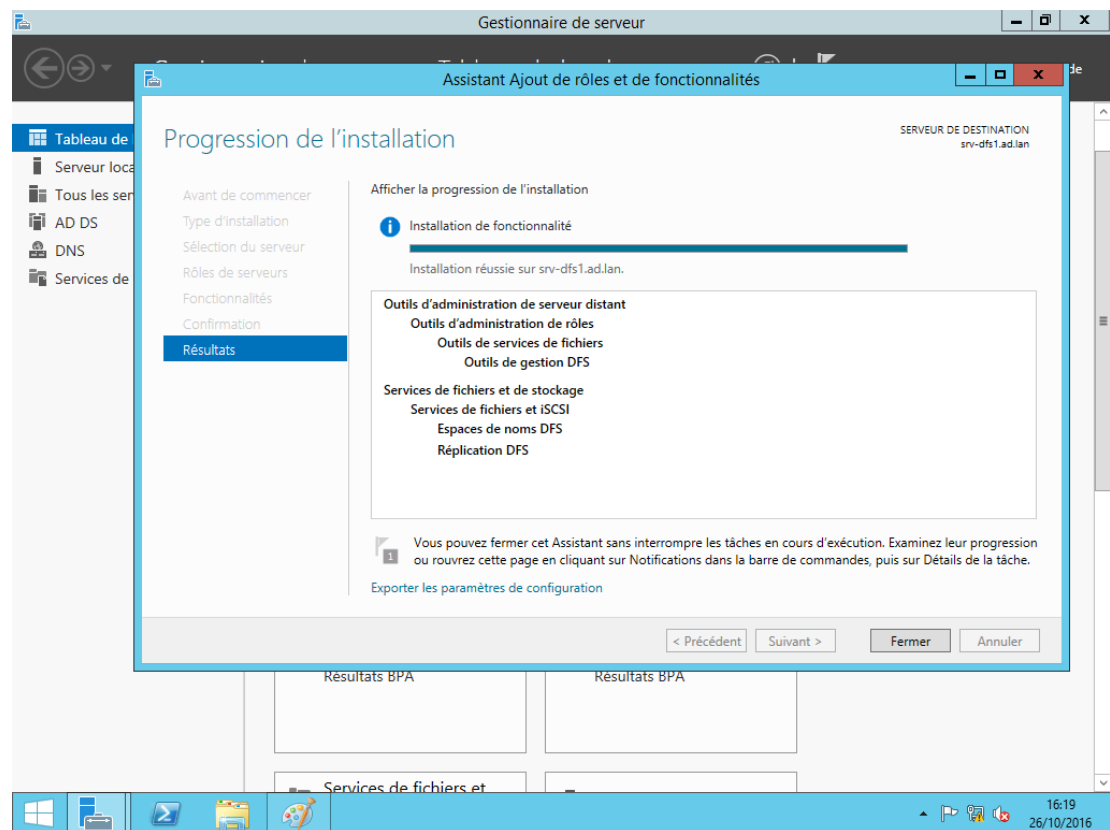 Gestionnaire de serveur
Assistant Ajout de rôles et de fonctionnalités
Progression de l'installation
SERVEUR DE DESTINATION
srv-dfs1.ad.lan
Tableau de
Serveur loca
Tous les ser
AD DS
DNS
Services de
Avant de commencer
Type d'installation
Sélection du serveur
Rôles de serveurs
Fonctionnalités
Confirmation
Résultats
Afficher la progression de l'installation
Installation de fonctionnalité
Installation réussie sur srv-dfs1.ad.lan.
Outils d'administration de serveur distant
Outils d'administration de rôles
Outils de services de fichiers
Outils de gestion DFS
Services de fichiers et de stockage
Services de fichiers et iSCSI
Espaces de noms DFS
Réplication DFS
1
Vous pouvez fermer cet Assistant sans interrompre les tâches en cours d'exécution. Examinez leur progression
ou rouvrez cette page en cliquant sur Notifications dans la barre de commandes, puis sur Détails de la tâche.
Exporter les paramètres de configuration
< Précédent
Suivant >
Fermer
Annuler
Résultats BPA
Résultats BPA
Services de fichiers et
16:19
26/10/2016